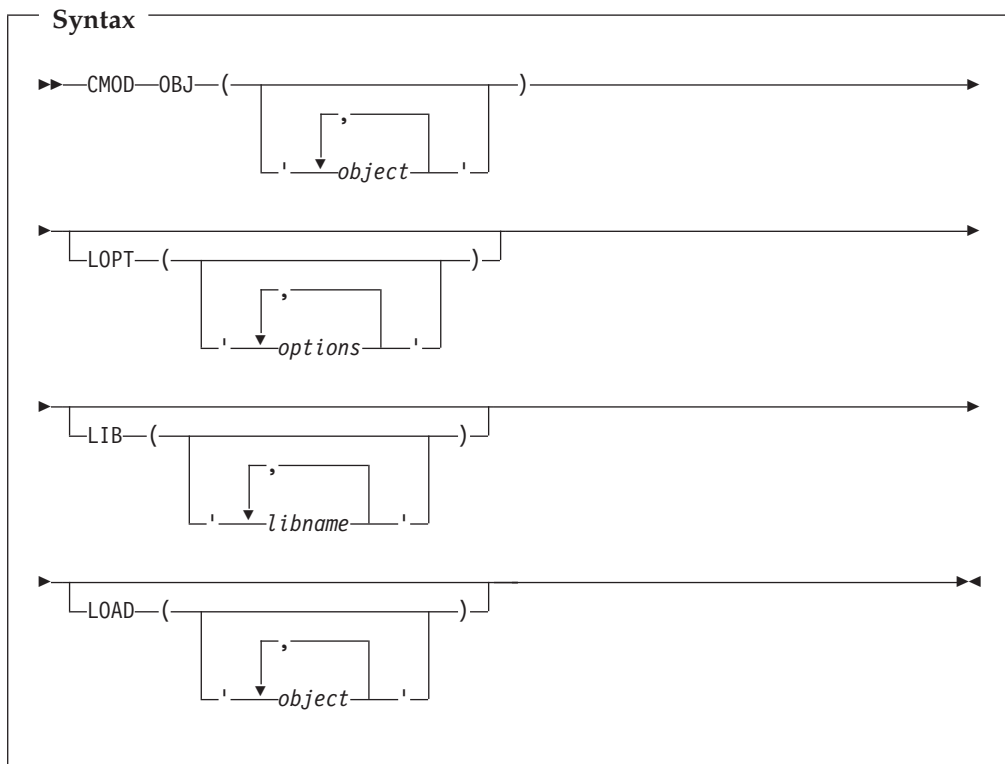 Syntax
CMOD OBJ ( )
,
' object '
LOPT ( )
,
' options '
LIB ( )
,
' libname '
LOAD ( )
,
' object '